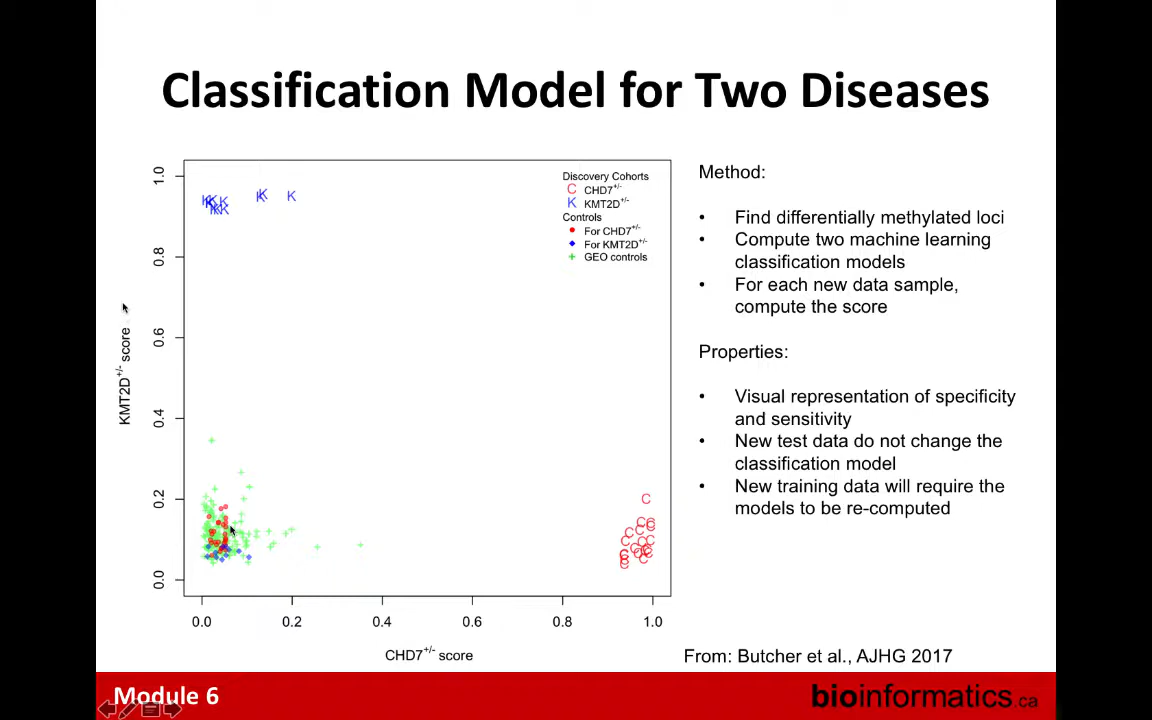 Classification Model for Two Diseases
1.0
0.8
0.6
0.4
0.2
0.0
KMT2D+/- score
0.0 0.2 0.4 0.6 0.8 1.0
CHD7+/- score
Discovery Cohorts
C CHD7+/-
K KMT2D+/-
Controls
For CHD7+/-
For KMT2D+/-
GEO controls
Method:
• Find differentially methylated loci
• Compute two machine learning
classification models
• For each new data sample,
compute the score
Properties:
• Visual representation of specificity
and sensitivity
• New test data do not change the
classification model
• New training data will require the
models to be re-computed
From: Butcher et al., AJHG 2017
Module 6
bioinformatics.ca